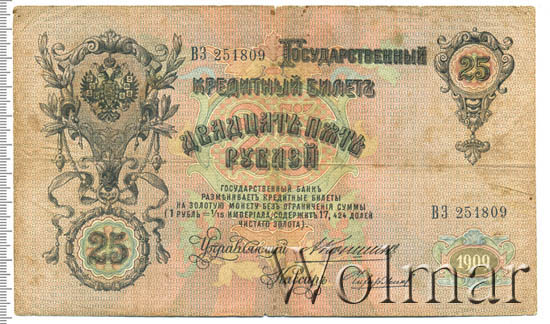 ВЗ 251809
Государственный
25
Кредитный Билетъ
Двадцать пять
Рублей
Государственный Банкъ
размѣниваетъ кредитные билеты
на золотую монету безъ ограниченія суммы
(1 рубль = 1/15 имперіала, содержитъ 17,424 долей
чистаго золота).
ВЗ 251809
25
Управляющій
Кассиръ
1909
Wolmar